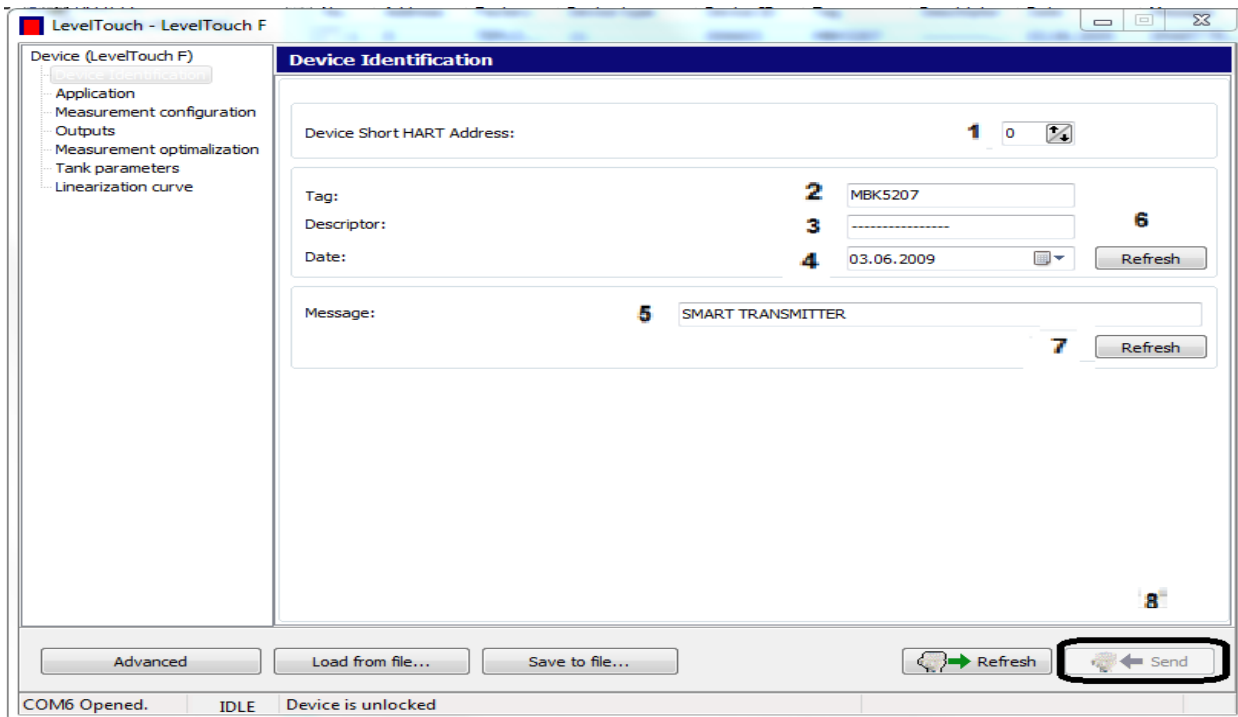 LevelTouch - LevelTouch F
Device (LevelTouch F)
Device Identification
Application
Measurement configuration
Outputs
Measurement optimalization
Tank parameters
Linearization curve
Device Identification
Device Short HART Address: 1 0
Tag: 2 MBK5207
Descriptor: 3 ---------------- 6
Date: 4 03.06.2009 Refresh
Message: 5 SMART TRANSMITTER
7 Refresh
8
Advanced Load from file... Save to file... Refresh Send
COM6 Opened. IDLE Device is unlocked